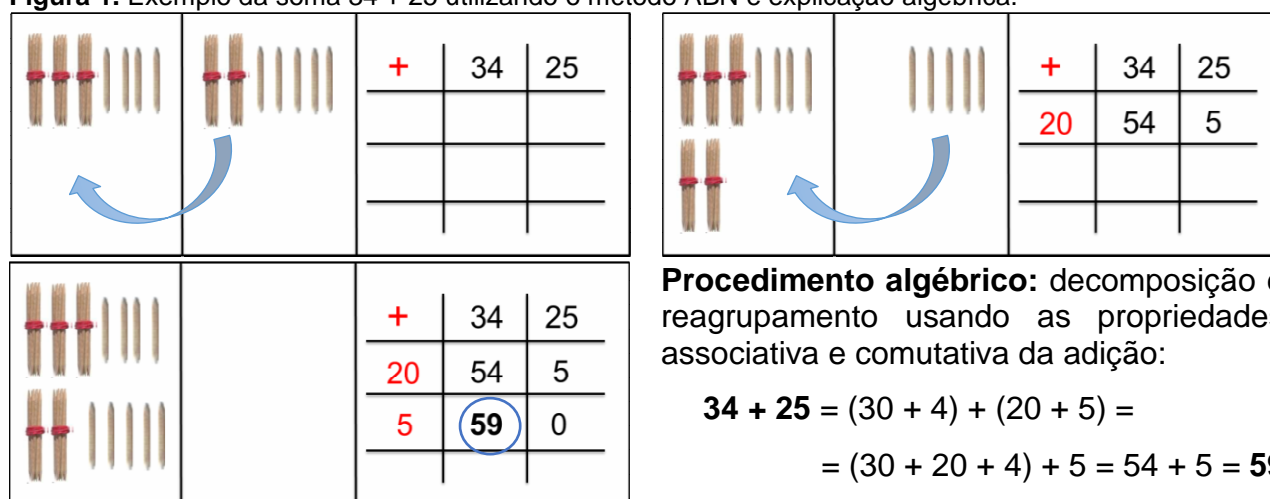 Figura 1. Exemplo da soma 34 + 25 utilizando o método ABN e explicação algébrica.
+ 34 25
+ 34 25
20 54 5
+ 34 25
20 54 5
5 59 0
Procedimento algébrico: decomposição e
reagrupamento usando as propriedades
associativa e comutativa da adição:
34 + 25 = (30 + 4) + (20 + 5) =
= (30 + 20 + 4) + 5 = 54 + 5 = 59